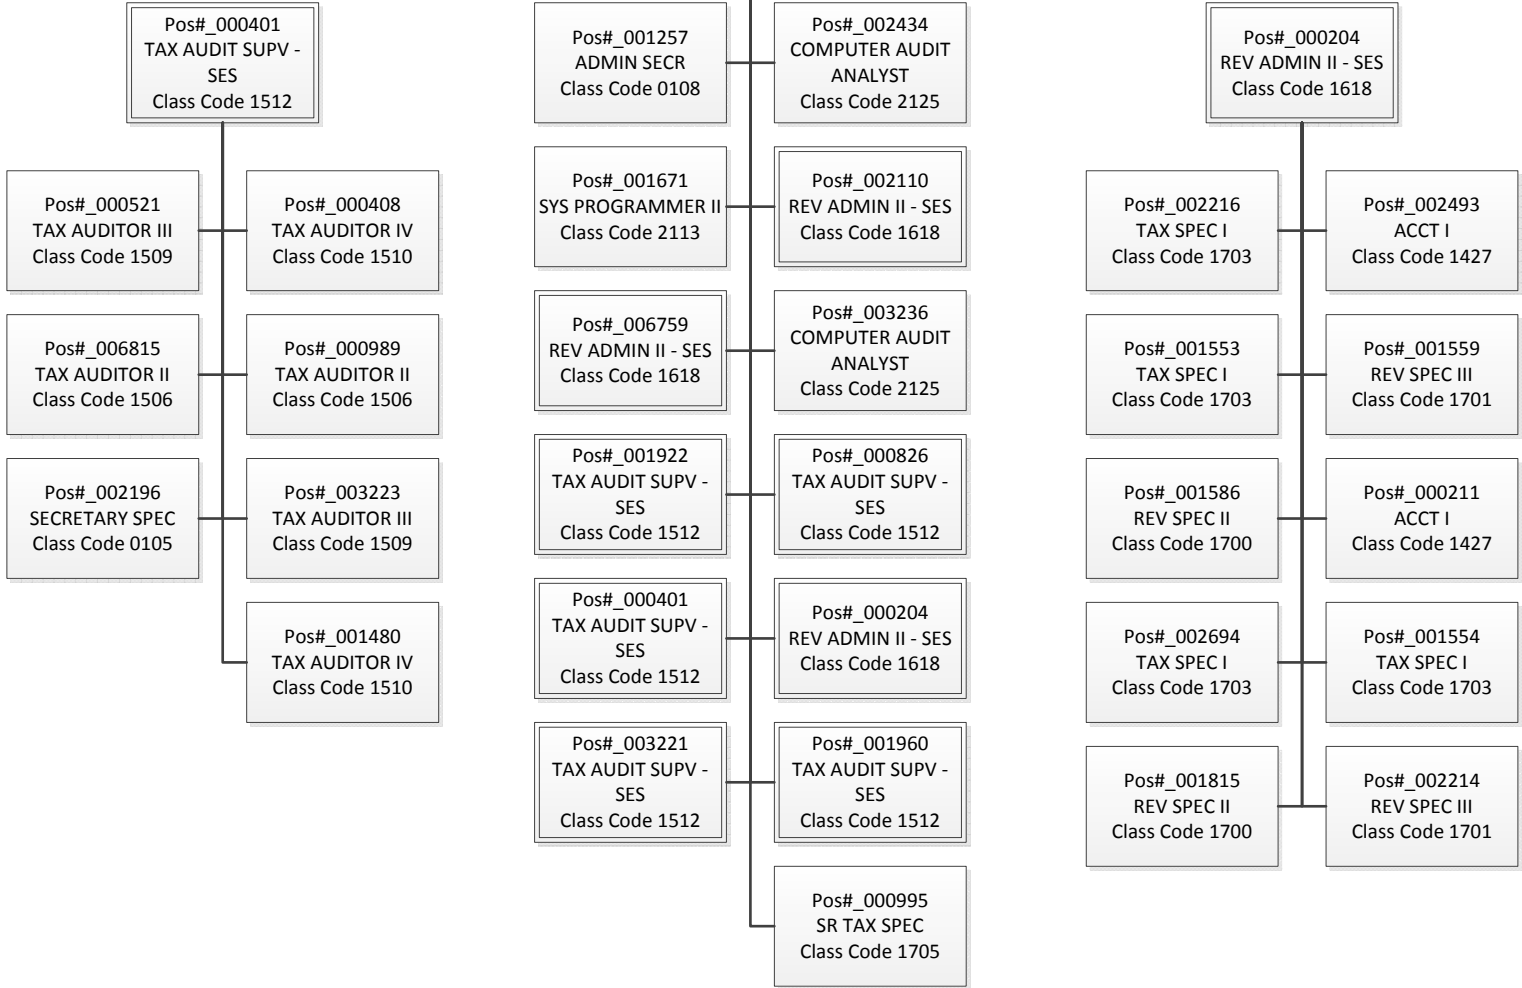 Pos#_000401
TAX AUDIT SUPV -
SES
Class Code 1512
Pos#_000521
TAX AUDITOR III
Class Code 1509
Pos#_000408
TAX AUDITOR IV
Class Code 1510
Pos#_006815
TAX AUDITOR II
Class Code 1506
Pos#_000989
TAX AUDITOR II
Class Code 1506
Pos#_002196
SECRETARY SPEC
Class Code 0105
Pos#_003223
TAX AUDITOR III
Class Code 1509
Pos#_001480
TAX AUDITOR IV
Class Code 1510
Pos#_001257
ADMIN SECR
Class Code 0108
Pos#_002434
COMPUTER AUDIT
ANALYST
Class Code 2125
Pos#_001671
SYS PROGRAMMER II
Class Code 2113
Pos#_002110
REV ADMIN II - SES
Class Code 1618
Pos#_006759
REV ADMIN II - SES
Class Code 1618
Pos#_003236
COMPUTER AUDIT
ANALYST
Class Code 2125
Pos#_001922
TAX AUDIT SUPV -
SES
Class Code 1512
Pos#_000826
TAX AUDIT SUPV -
SES
Class Code 1512
Pos#_000401
TAX AUDIT SUPV -
SES
Class Code 1512
Pos#_000204
REV ADMIN II - SES
Class Code 1618
Pos#_003221
TAX AUDIT SUPV -
SES
Class Code 1512
Pos#_001960
TAX AUDIT SUPV -
SES
Class Code 1512
Pos#_000995
SR TAX SPEC
Class Code 1705
Pos#_000204
REV ADMIN II - SES
Class Code 1618
Pos#_002216
TAX SPEC I
Class Code 1703
Pos#_002493
ACCT I
Class Code 1427
Pos#_001553
TAX SPEC I
Class Code 1703
Pos#_001559
REV SPEC III
Class Code 1701
Pos#_001586
REV SPEC II
Class Code 1700
Pos#_000211
ACCT I
Class Code 1427
Pos#_002694
TAX SPEC I
Class Code 1703
Pos#_001554
TAX SPEC I
Class Code 1703
Pos#_001815
REV SPEC II
Class Code 1700
Pos#_002214
REV SPEC III
Class Code 1701